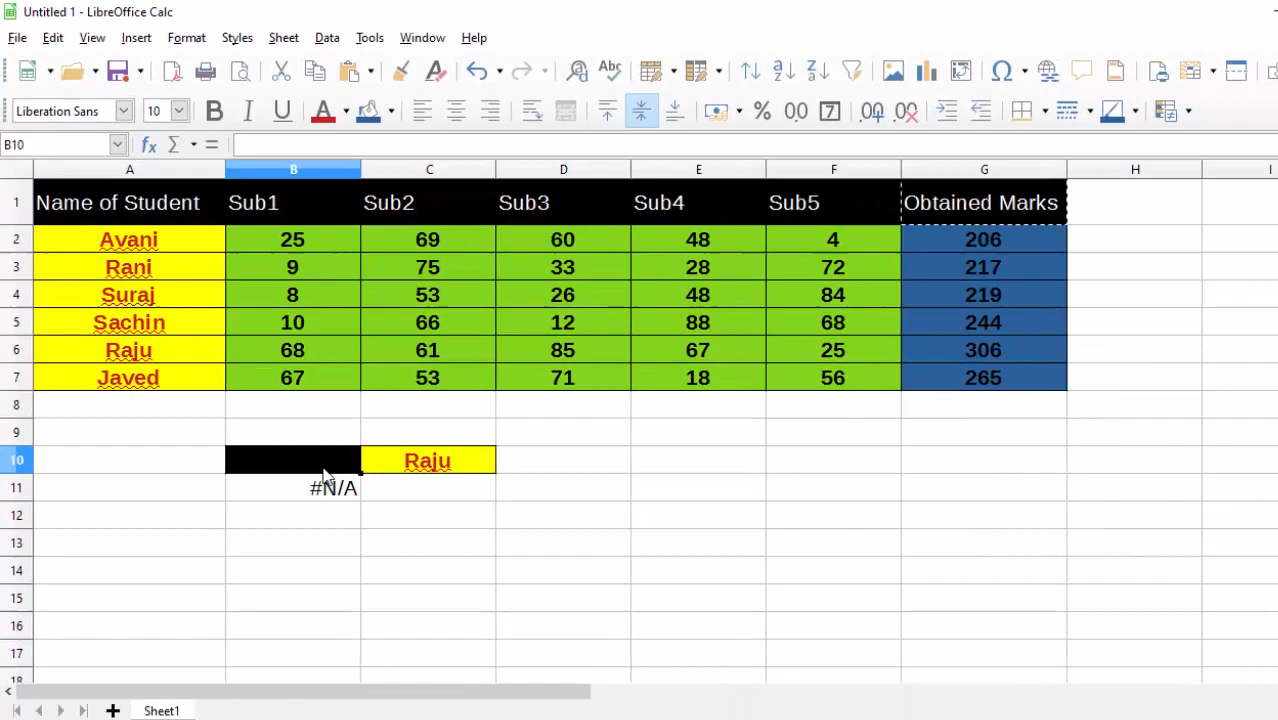 Untitled 1 - LibreOffice Calc
File Edit View Insert Format Styles Sheet Data Tools Window Help
Liberation Sans 10
B10
A B C D E F G H I
1 Name of Student Sub1 Sub2 Sub3 Sub4 Sub5 Obtained Marks
2 Avani 25 69 60 48 4 206
3 Rani 9 75 33 28 72 217
4 Suraj 8 53 26 48 84 219
5 Sachin 10 66 12 88 68 244
6 Raju 68 61 85 67 25 306
7 Javed 67 53 71 18 56 265
8
9
10 Raju
11 #N/A
12
13
14
15
16
17
18
Sheet1